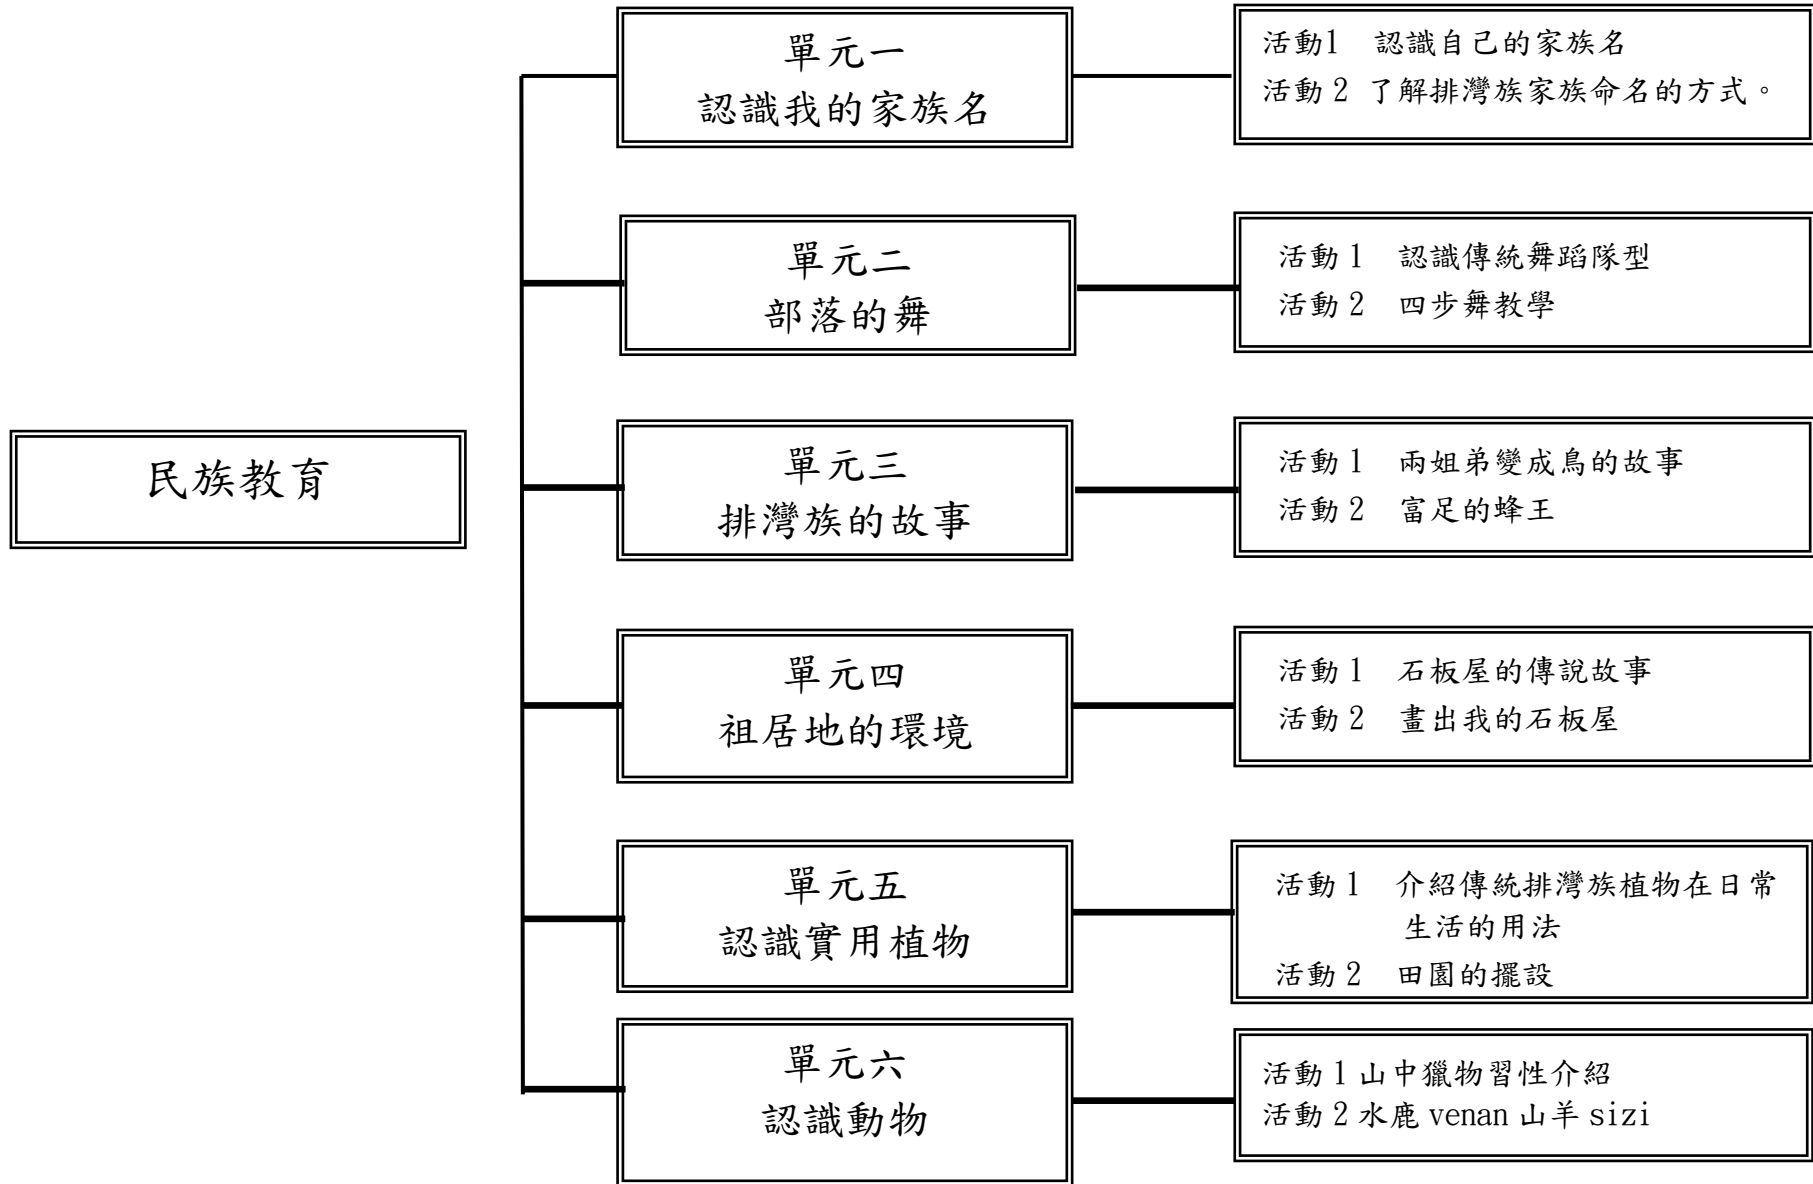 民族教育
單元一
認識我的家族名
活動1 認識自己的家族名
活動 2 了解排灣族家族命名的方式。
單元二
部落的舞
活動 1 認識傳統舞蹈隊型
活動 2 四步舞教學
單元三
排灣族的故事
活動 1 兩姐弟變成鳥的故事
活動 2 富足的蜂王
單元四
祖居地的環境
活動 1 石板屋的傳說故事
活動 2 畫出我的石板屋
單元五
認識實用植物
活動 1 介紹傳統排灣族植物在日常
生活的用法
活動 2 田園的擺設
單元六
認識動物
活動 1 山中獵物習性介紹
活動 2 水鹿 venan 山羊 sizi